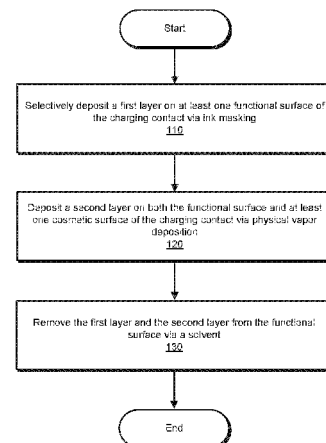 Start
Selectively deposit a first layer on at least one functional surface of
the charging contact via ink masking
110
Deposit a second layer on both the functional surface and at least
one cosmetic surface of the charging contact via physical vapor
deposition
120
Remove the first layer and the second layer from the functional
surface via a solvent
130
End